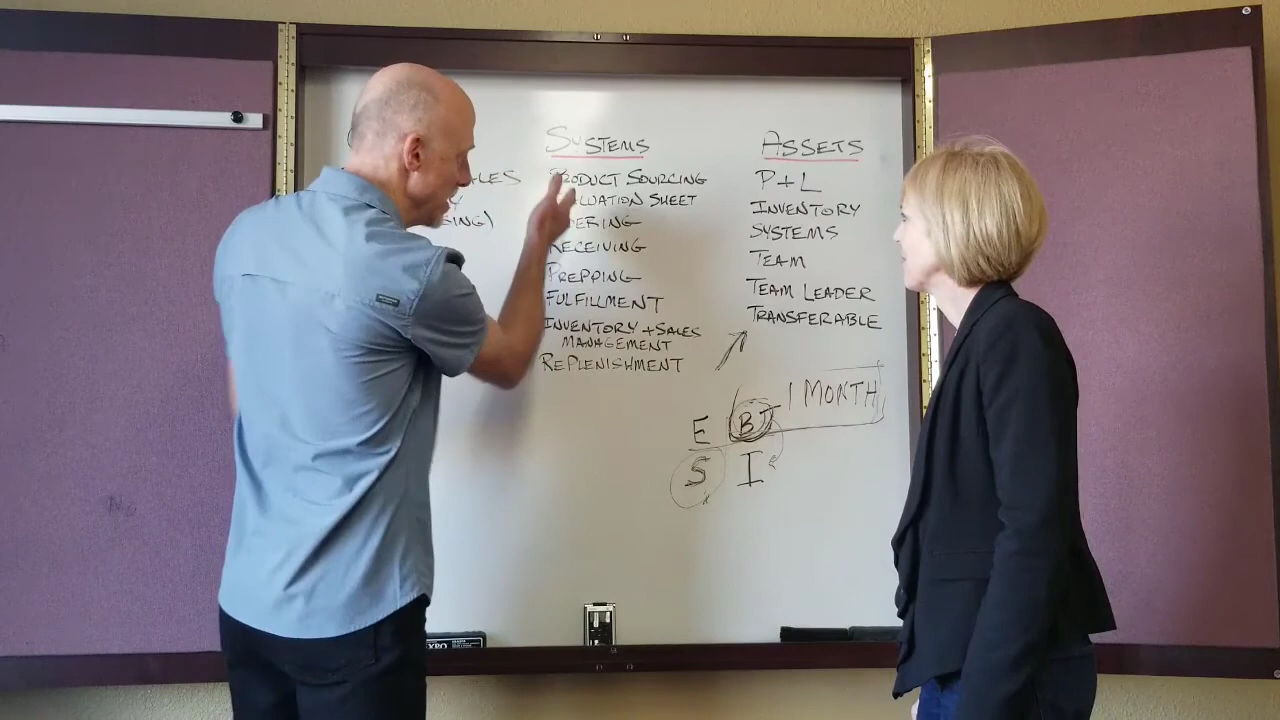 SYSTEMS
PRODUCT SOURCING
SHEET
RECEIVING
PREPPING
FULFILLMENT
INVENTORY + SALES
MANAGEMENT
REPLENISHMENT
ASSETS
P+L
INVENTORY
SYSTEMS
TEAM
TEAM LEADER
TRANSFERABLE
E B - 1 MONTH
S I